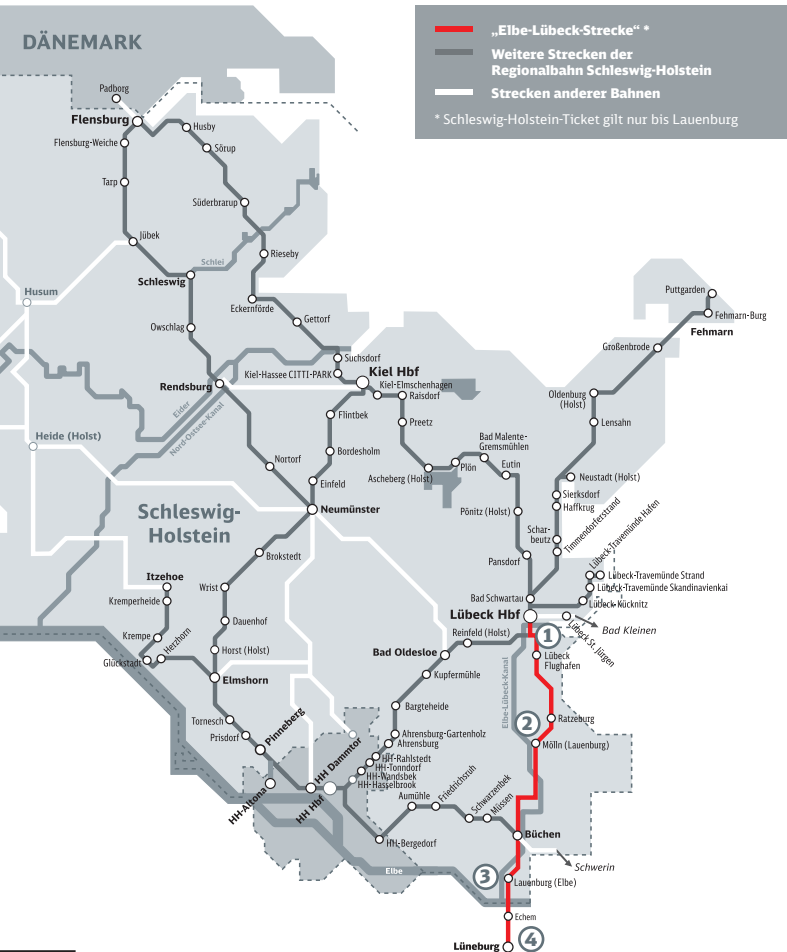 DÄNEMARK
„Elbe-Lübeck-Strecke“ *
Weitere Strecken der
Regionalbahn Schleswig-Holstein
Strecken anderer Bahnen
* Schleswig-Holstein-Ticket gilt nur bis Lauenburg
Padborg
Flensburg
Husby
Flensburg-Weiche
Sörup
Tarp
Süderbrarup
Jübek
Rieseby
Schlei
Schleswig
Husum
Puttgarden
Eckernförde
Fehmarn-Burg
Gettorf
Fehmarn
Owschlag
Großenbrode
Suchsdorf
Kiel-Hassee CITTI-PARK
Kiel Hbf
Rendsburg
Kiel-Elmschenhagen
Raisdorf
Oldenburg
(Holst)
Eider
Nord-Ostsee-Kanal
Flintbek
Preetz
Lensahn
Heide (Holst)
Bad Malente-
Gremsmühlen
Bordesholm
Nortorf
Ascheberg (Holst)
Plön
Eutin
Neustadt (Holst)
Einfeld
Sierksdorf
Haffkrug
Schleswig-
Holstein
Neumünster
Pönitz (Holst)
Schar-
beutz
Timmendorferstrand
Brokstedt
Pansdorf
Lübeck-Travemünde Hafen
Itzehoe
Lübeck-Travemünde Strand
Wrist
Lübeck-Travemünde Skandinavienkai
Kremperheide
Bad Schwartau
Lübeck-Kücknitz
Lübeck Hbf
Dauenhof
Krempe
Reinfeld (Holst)
1
Lübeck St. Jürgen
Bad Kleinen
Herzhorn
Horst (Holst)
Bad Oldesloe
Glückstadt
Lübeck
Flughafen
Elmshorn
Kupfermühle
Elbe-Lübeck-Kanal
Bargteheide
Tornesch
2
Ratzeburg
Prisdorf
Pinneberg
Ahrensburg-Gartenholz
Ahrensburg
Mölln (Lauenburg)
HH Dammtor
HH-Rahlstedt
HH-Tonndorf
HH-Wandsbek
HH-Hasselbrook
HH-Altona
HH Hbf
Aumühle
Friedrichsruh
Schwarzenbek
Müssen
Büchen
HH-Bergedorf
Schwerin
Elbe
3
Lauenburg (Elbe)
Echem
Lüneburg
4